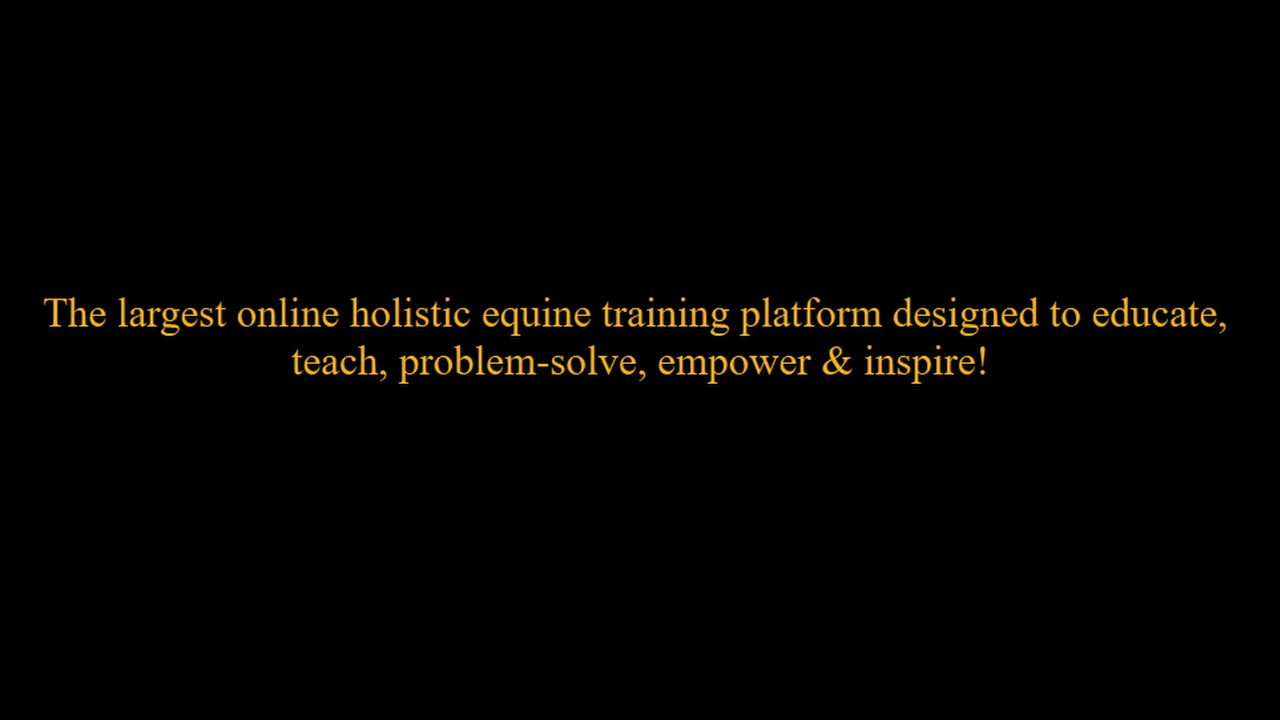 The largest online holistic equine training platform designed to educate,
teach, problem-solve, empower & inspire!